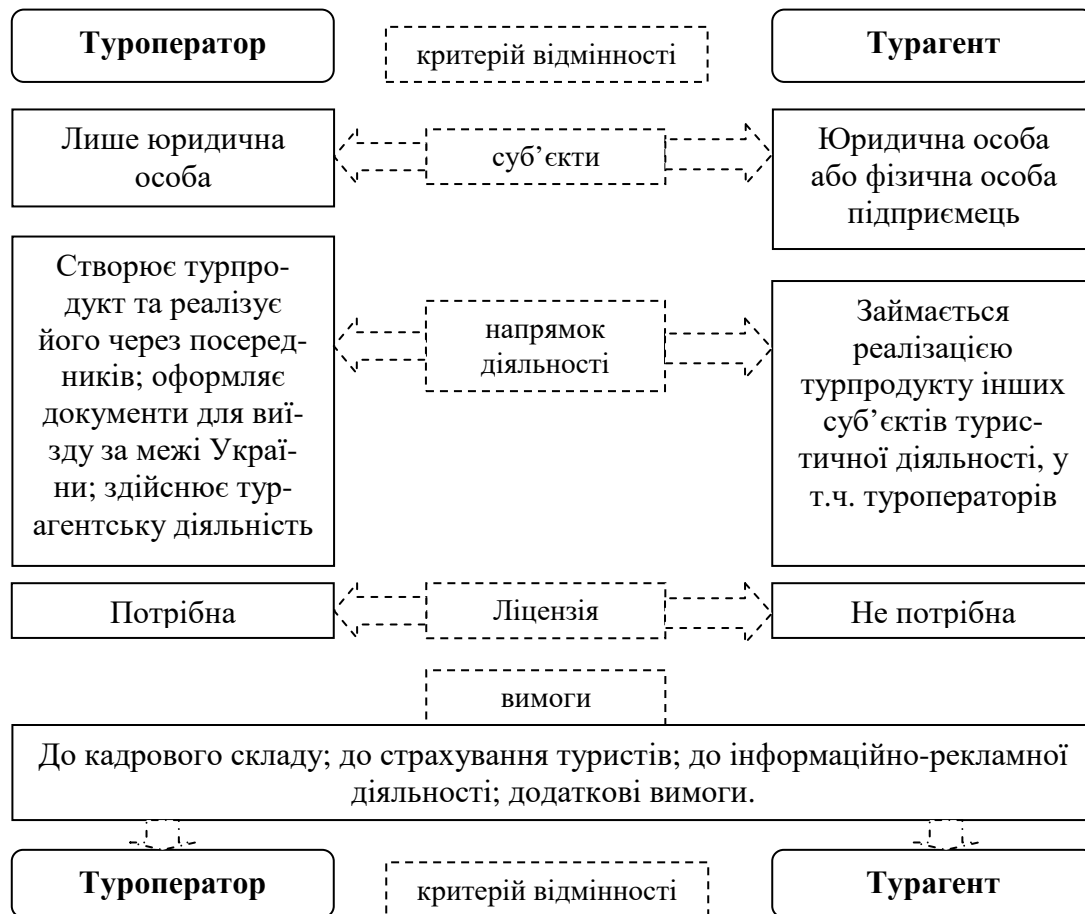 Туроператор
критерій відмінності
Турагент
Лише юридична
особа
суб’єкти
Юридична особа
або фізична особа
підприємець
Створює турпро-
дукт та реалізує
його через посеред-
ників; оформляє
документи для виї-
зду за межі Украї-
ни; здійснює тур-
агентську діяльність
напрямок
діяльності
Займається
реалізацією
турпродукту інших
суб’єктів турис-
тичної діяльності, у
т.ч. туроператорів
Потрібна
Ліцензія
Не потрібна
вимоги
До кадрового складу; до страхування туристів; до інформаційно-рекламної
діяльності; додаткові вимоги.
Туроператор
критерій відмінності
Турагент